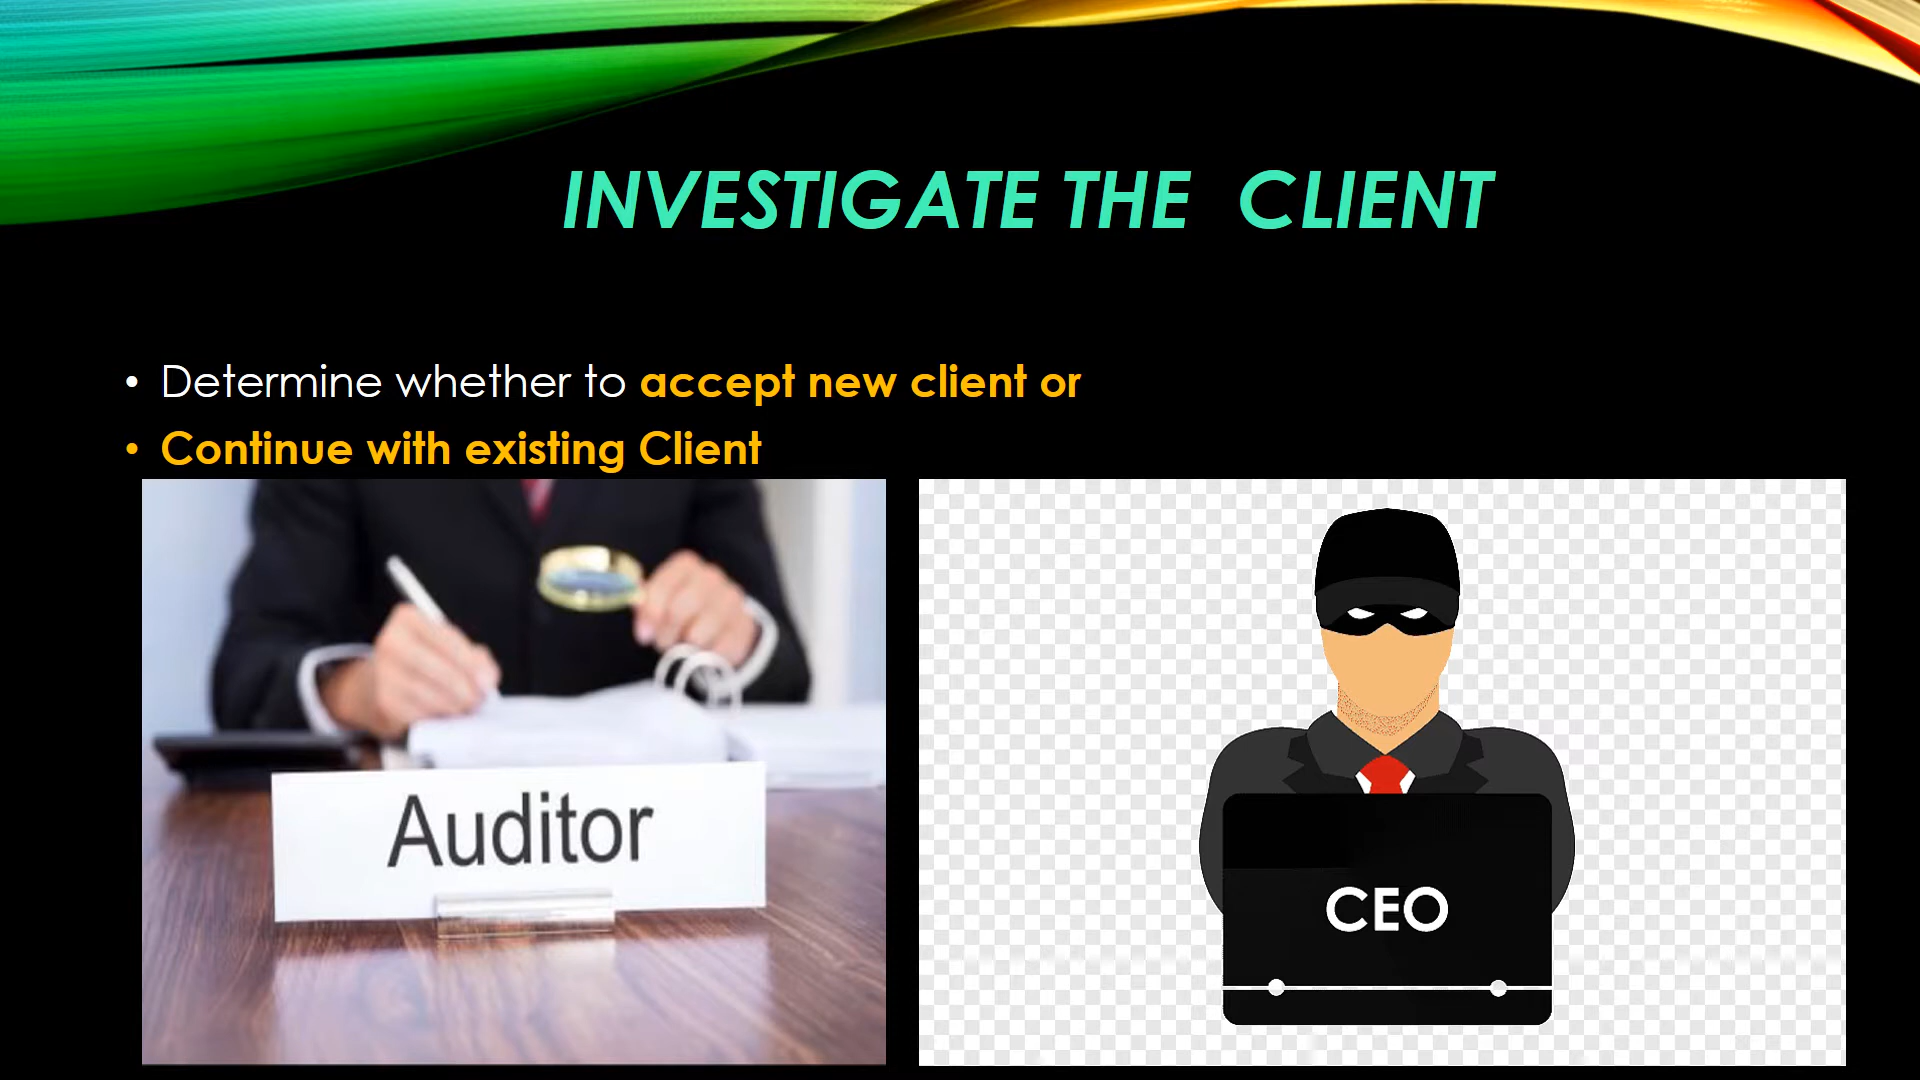 INVESTIGATE THE  CLIENT
• Determine whether to accept new client or
• Continue with existing Client
Auditor
CEO